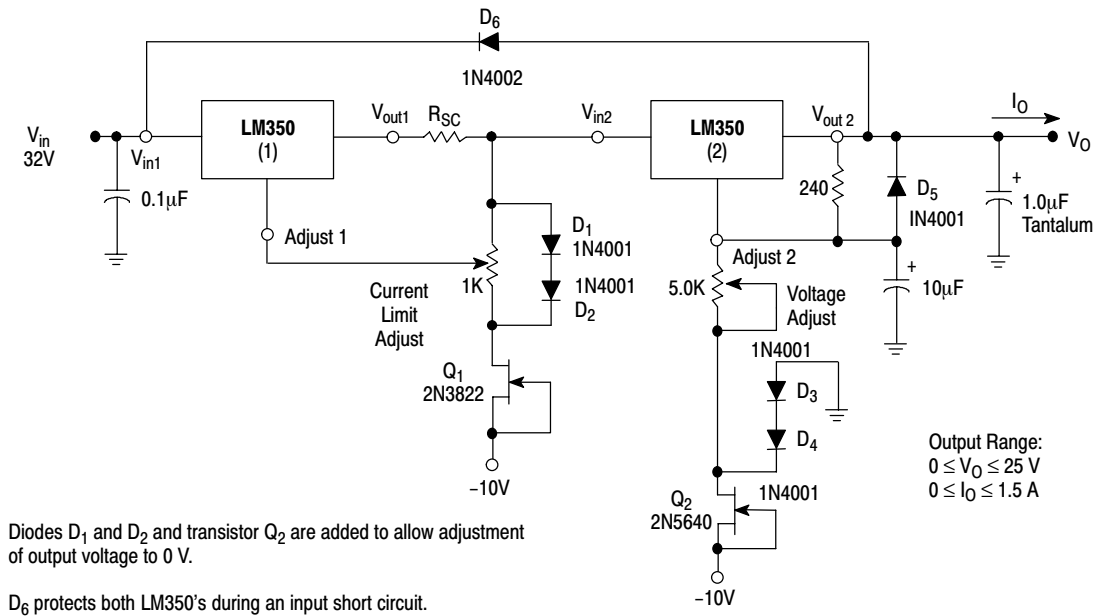 D6
1N4002
Vin
32V
Vin1
0.1µF
LM350
(1)
Vout1
RSC
Vin2
LM350
(2)
Vout 2
IO
VO
Adjust 1
Current
Limit
Adjust
1K
D1
1N4001
1N4001
D2
Q1
2N3822
–10V
240
D5
IN4001
+
1.0µF
Tantalum
Adjust 2
5.0K
Voltage
Adjust
+
10µF
1N4001
D3
D4
1N4001
Q2
2N5640
–10V
Output Range:
0 ≤ VO ≤ 25 V
0 ≤ IO ≤ 1.5 A
Diodes D1 and D2 and transistor Q2 are added to allow adjustment
of output voltage to 0 V.
D6 protects both LM350's during an input short circuit.